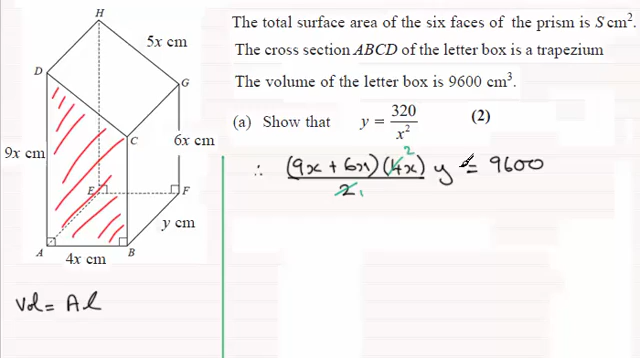 The total surface area of the six faces of the prism is S cm².
The cross section ABCD of the letter box is a trapezium
The volume of the letter box is 9600 cm³.
(a) Show that y = 320/x² (2)
∴ (9x + 6x)(4x)/2 y = 9600
2
1
H
5x cm
D
G
C
9x cm
6x cm
E
F
y cm
A
B
4x cm
Vol = Al